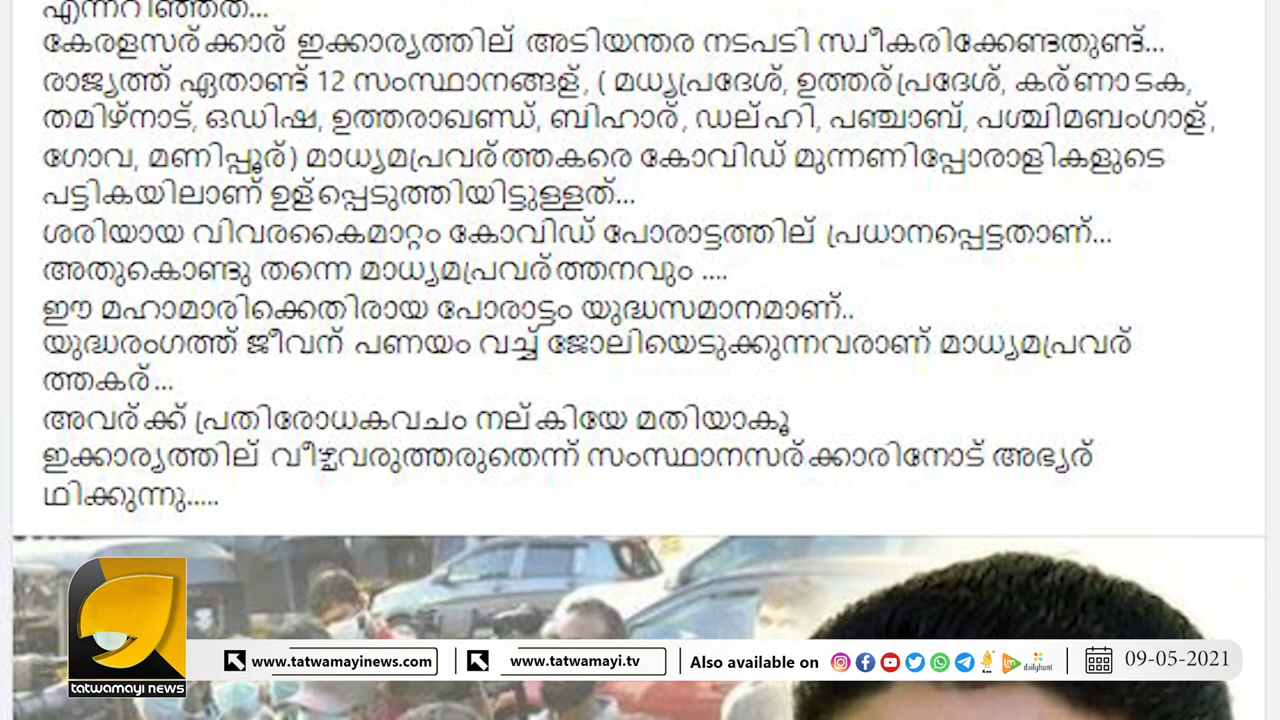 എന്നറിഞ്ഞത്...
കേരളസര്ക്കാര് ഇക്കാര്യത്തില് അടിയന്തര നടപടി സ്വീകരിക്കേണ്ടതുണ്ട്...
രാജ്യത്ത് ഏതാണ്ട് 12 സംസ്ഥാനങ്ങള്, ( മധ്യപ്രദേശ്, ഉത്തര്പ്രദേശ്, കര്ണാടക,
തമിഴ്നാട്, ഒഡിഷ, ഉത്തരാഖണ്ഡ്, ബിഹാര്, ഡല്ഹി, പഞ്ചാബ്, പശ്ചിമബംഗാള്,
ഗോവ, മണിപ്പൂര്) മാധ്യമപ്രവര്ത്തകരെ കോവിഡ് മുന്നണിപ്പോരാളികളുടെ
പട്ടികയിലാണ് ഉള്പ്പെടുത്തിയിട്ടുള്ളത്...
ശരിയായ വിവരകൈമാറ്റം കോവിഡ് പോരാട്ടത്തില് പ്രധാനപ്പെട്ടതാണ്...
അതുകൊണ്ടു തന്നെ മാധ്യമപ്രവര്ത്തനവും ....
ഈ മഹാമാരിക്കെതിരായ പോരാട്ടം യുദ്ധസമാനമാണ്..
യുദ്ധരംഗത്ത് ജീവന് പണയം വച്ച് ജോലിയെടുക്കുന്നവരാണ് മാധ്യമപ്രവര്
ത്തകര്...
അവര്ക്ക് പ്രതിരോധകവചം നല്കിയേ മതിയാകൂ
ഇക്കാര്യത്തില് വീഴ്ചവരുത്തരുതെന്ന് സംസ്ഥാനസര്ക്കാരിനോട് അഭ്യര്
ഥിക്കുന്നു.....
tatwamayi news
www.tatwamayinews.com
www.tatwamayi.tv
Also available on
dailyhunt
09-05-2021